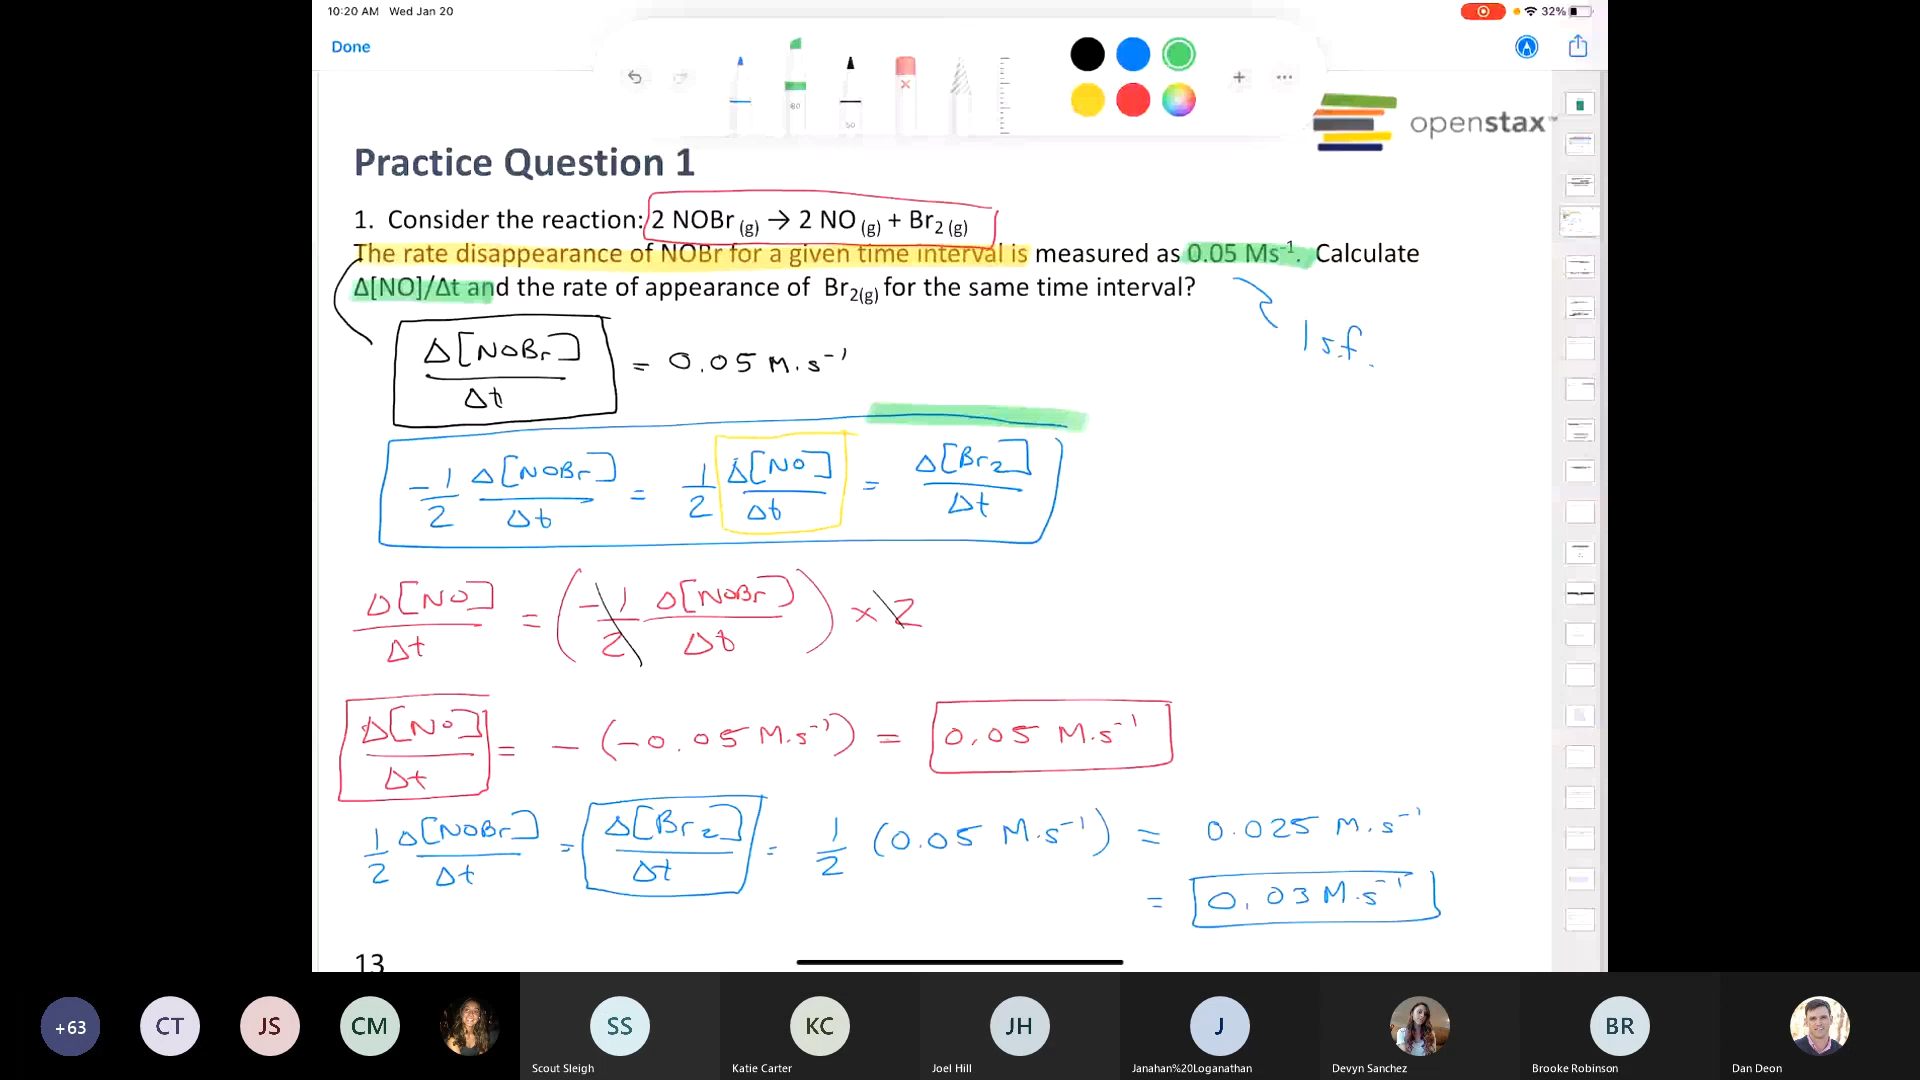 10:20 AM Wed Jan 20
32%
Done
80
50
openstax™
Practice Question 1
1. Consider the reaction: 2 NOBr (g) → 2 NO (g) + Br2 (g)
The rate disappearance of NOBr for a given time interval is measured as 0.05 Ms⁻¹. Calculate
Δ[NO]/Δt and the rate of appearance of Br2(g) for the same time interval?
1 s.f.
Δ[NOBr]/Δt = 0.05 M.s⁻¹
-1/2 Δ[NOBr]/Δt = 1/2 Δ[NO]/Δt = Δ[Br2]/Δt
Δ[NO]/Δt = (-1/2 Δ[NOBr]/Δt) × 2
Δ[NO]/Δt = - (-0.05 M.s⁻¹) = 0.05 M.s⁻¹
1/2 Δ[NOBr]/Δt = Δ[Br2]/Δt = 1/2 (0.05 M.s⁻¹) = 0.025 M.s⁻¹
= 0.03 M.s⁻¹
13
+63 CT JS CM SS KC JH J BR
Scout Sleigh Katie Carter Joel Hill Janahan%20Loganathan Devyn Sanchez Brooke Robinson Dan Deon